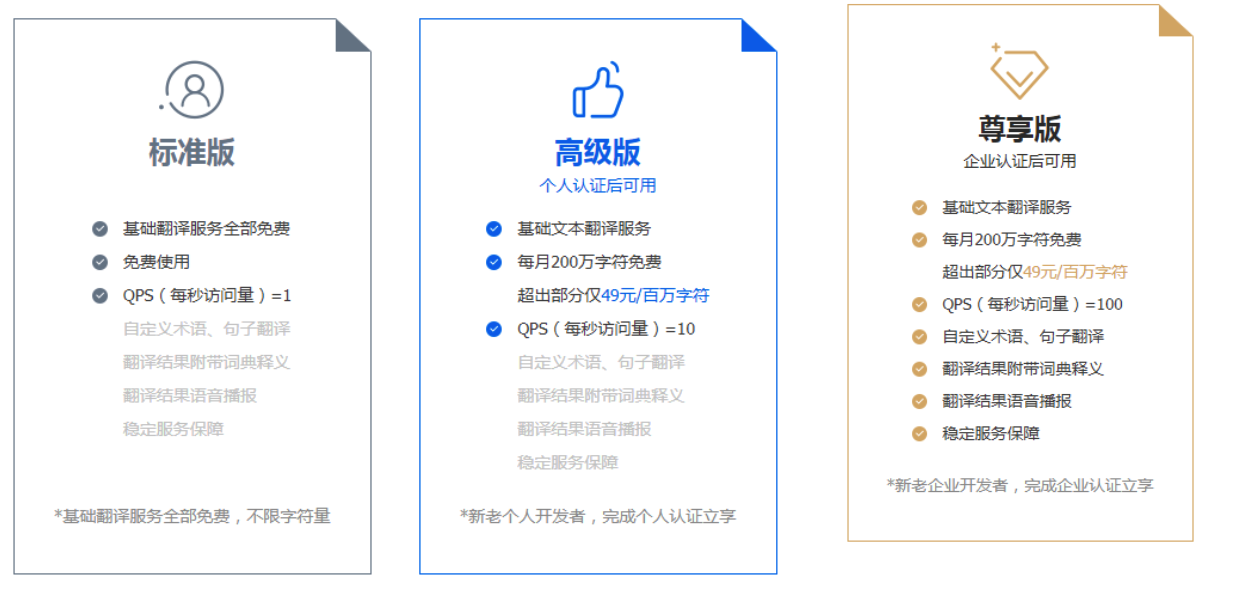 标准版
基础翻译服务全部免费
免费使用
QPS（每秒访问量）=1
自定义术语、句子翻译
翻译结果附带词典释义
翻译结果语音播报
稳定服务保障
*基础翻译服务全部免费，不限字符量
高级版
个人认证后可用
基础文本翻译服务
每月200万字符免费
超出部分仅49元/百万字符
QPS（每秒访问量）=10
自定义术语、句子翻译
翻译结果附带词典释义
翻译结果语音播报
稳定服务保障
*新老个人开发者，完成个人认证立享
尊享版
企业认证后可用
基础文本翻译服务
每月200万字符免费
超出部分仅49元/百万字符
QPS（每秒访问量）=100
自定义术语、句子翻译
翻译结果附带词典释义
翻译结果语音播报
稳定服务保障
*新老企业开发者，完成企业认证立享